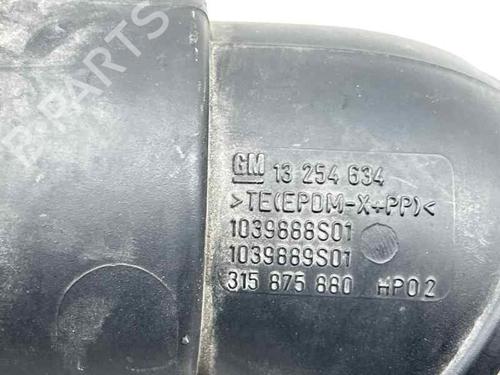 B-PARTS
GM 13 254 634
>TE(EPDM-X+PP)<
1039888S01
1039889S01
315 875 880 HP02